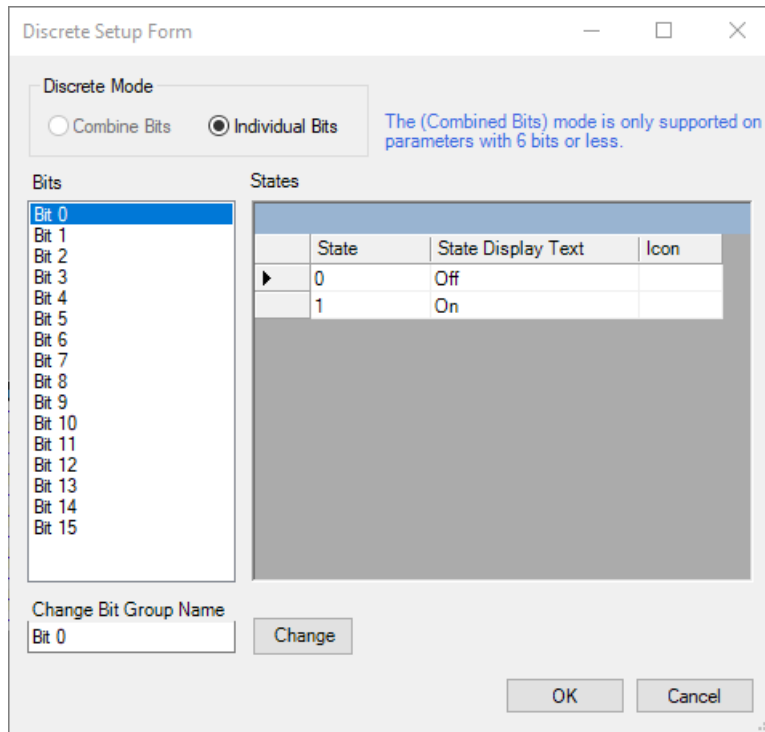 Discrete Setup Form
Discrete Mode
Combine Bits
Individual Bits
The (Combined Bits) mode is only supported on
parameters with 6 bits or less.
Bits
States
Bit 0
Bit 1
Bit 2
Bit 3
Bit 4
Bit 5
Bit 6
Bit 7
Bit 8
Bit 9
Bit 10
Bit 11
Bit 12
Bit 13
Bit 14
Bit 15
State State Display Text Icon
0 Off
1 On
Change Bit Group Name
Bit 0
Change
OK
Cancel